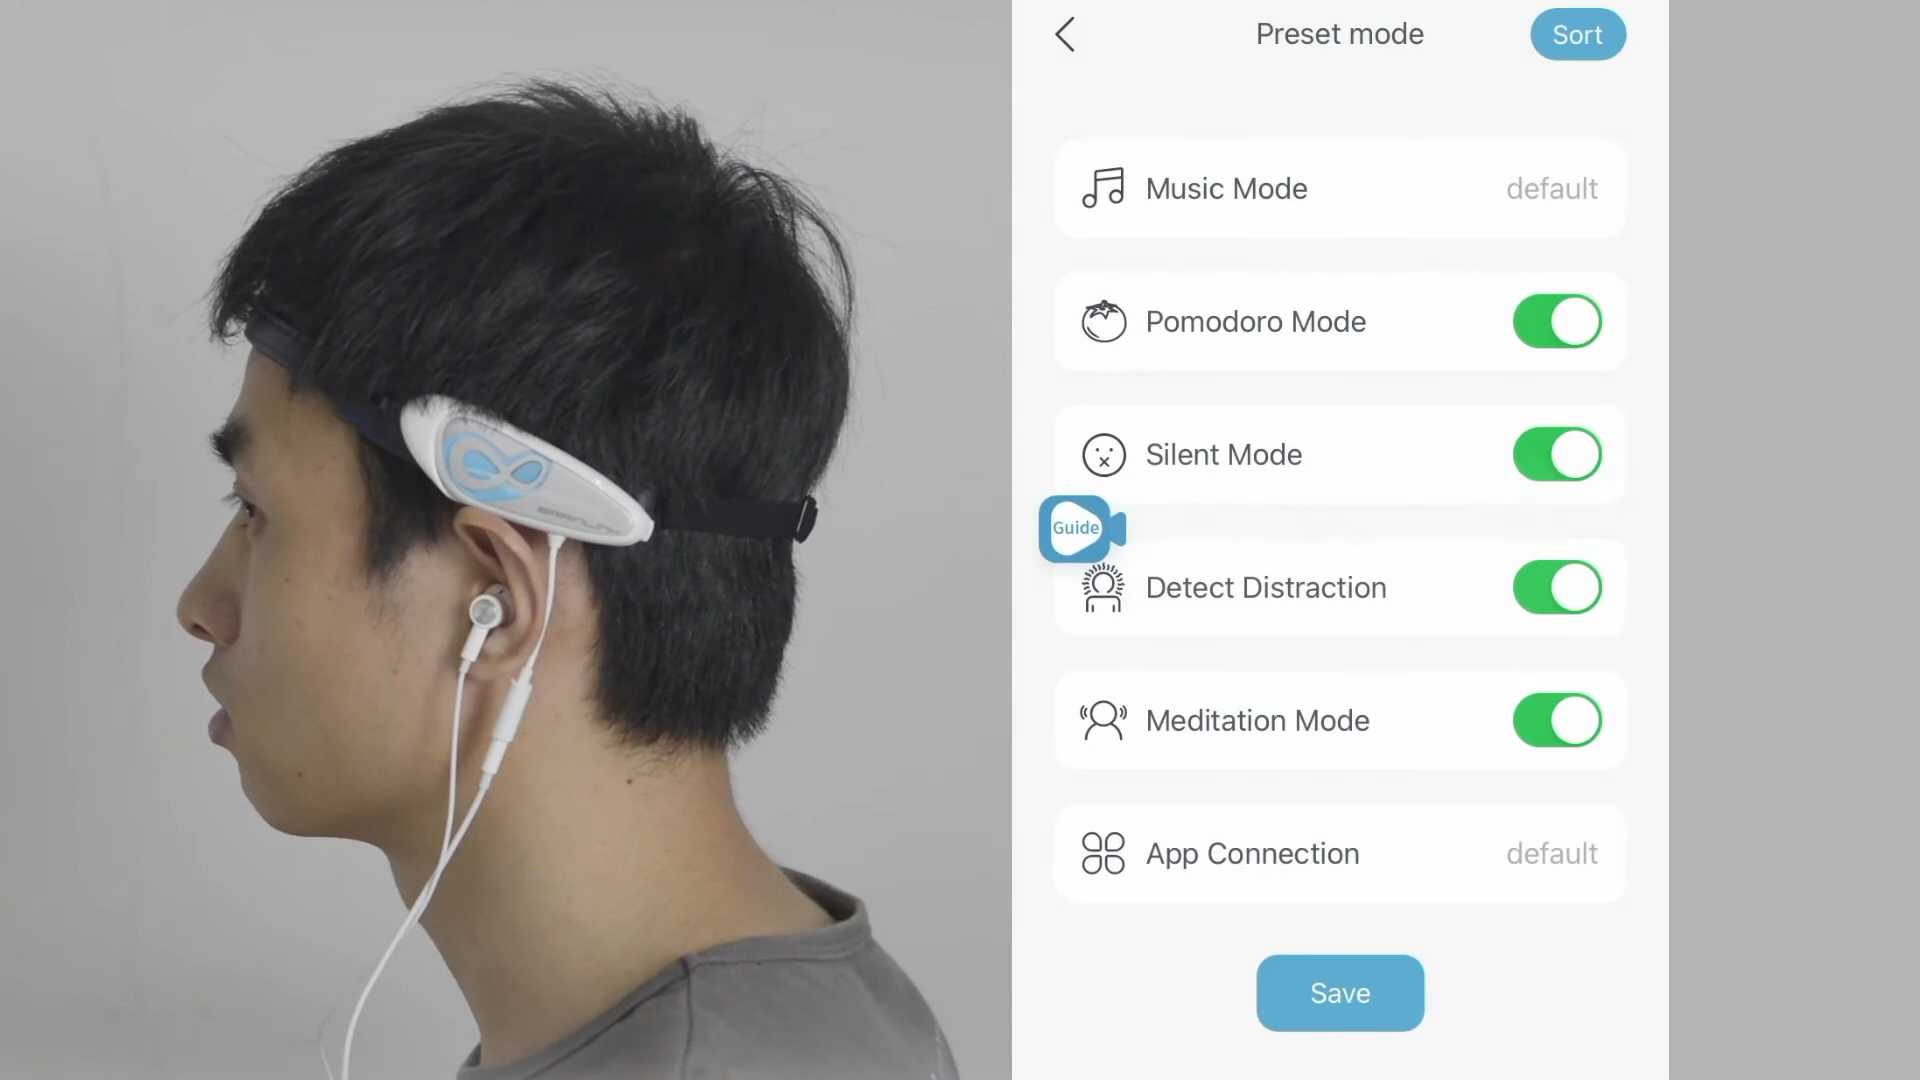 Preset mode
Sort
Music Mode
default
Pomodoro Mode
Silent Mode
Guide
Detect Distraction
Meditation Mode
App Connection
default
Save